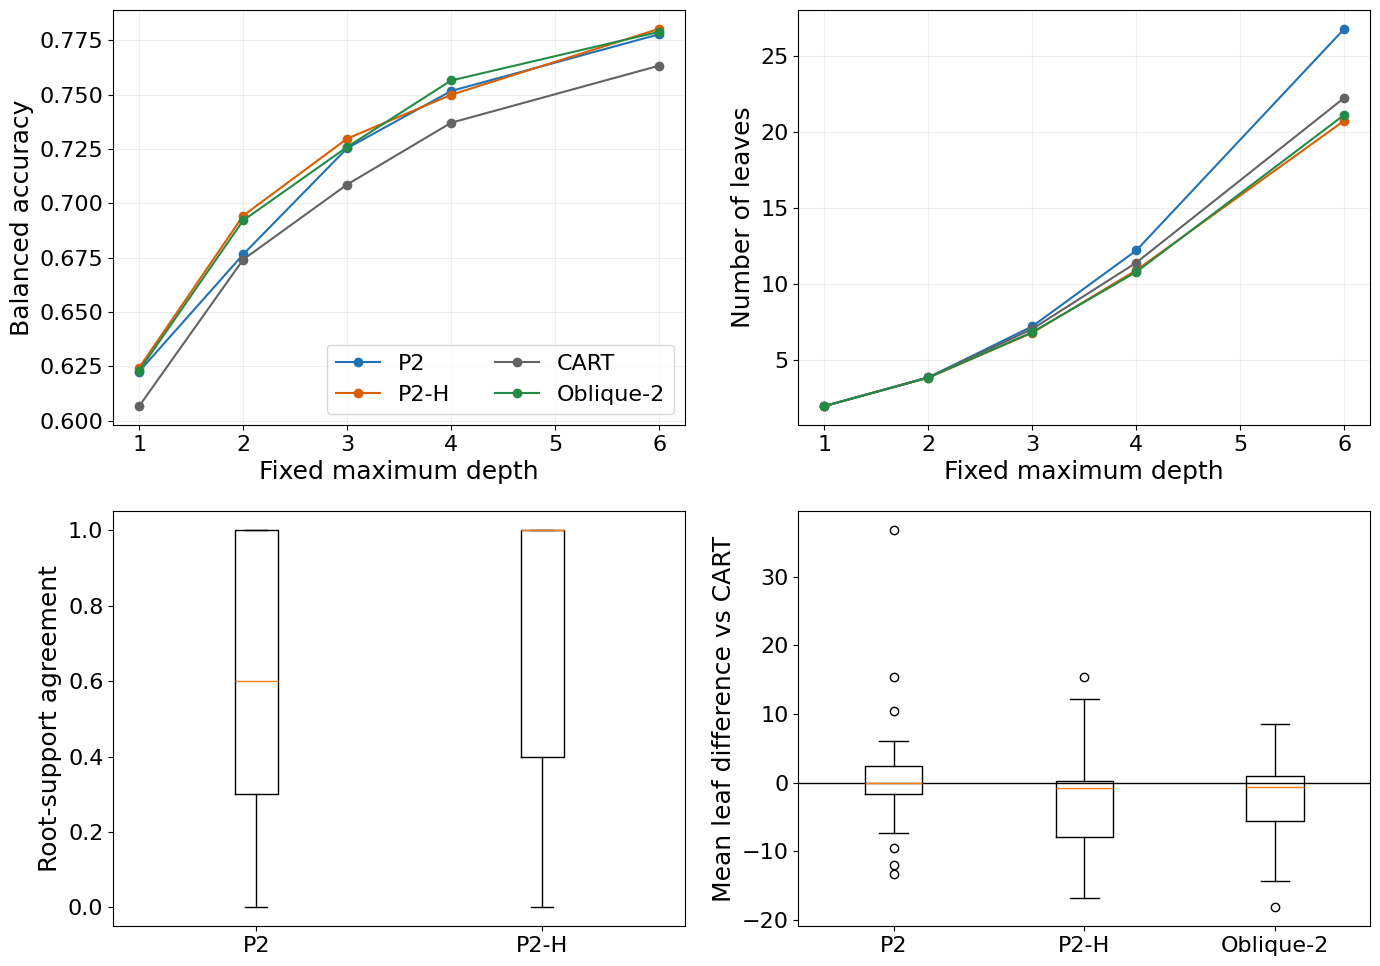 Balanced accuracy
0.775
0.750
0.725
0.700
0.675
0.650
0.625
0.600
P2
P2-H
CART
Oblique-2
1 2 3 4 5 6
Fixed maximum depth
Number of leaves
25
20
15
10
5
1 2 3 4 5 6
Fixed maximum depth
Root-support agreement
1.0
0.8
0.6
0.4
0.2
0.0
P2 P2-H
Mean leaf difference vs CART
30
20
10
0
−10
−20
P2 P2-H Oblique-2